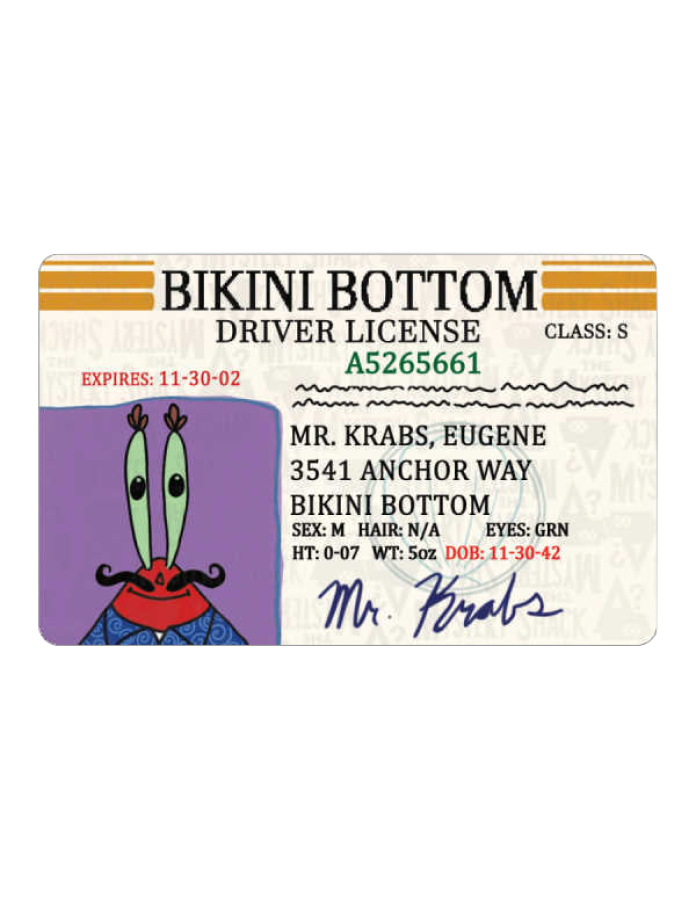 BIKINI BOTTOM
DRIVER LICENSE
CLASS: S
A5265661
EXPIRES: 11-30-02
MR. KRABS, EUGENE
3541 ANCHOR WAY
BIKINI BOTTOM
SEX: M HAIR: N/A EYES: GRN
HT: 0-07 WT: 5oz DOB: 11-30-42
Mr. Krabs